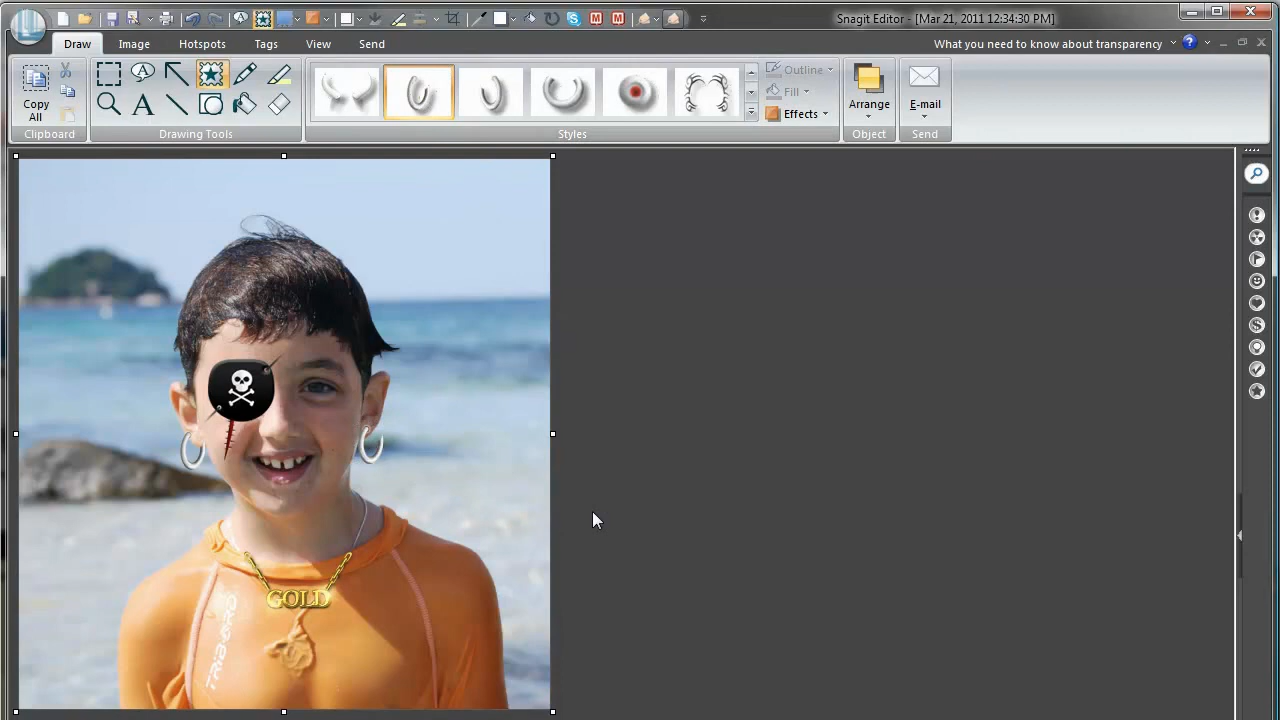 Snagit Editor - [Mar 21, 2011 12:34:30 PM]
Draw Image Hotspots Tags View Send What you need to know about transparency
Copy All
Clipboard
Drawing Tools
Styles
Outline
Fill
Effects
Arrange
Object
E-mail
Send
GOLD
TRIBORD